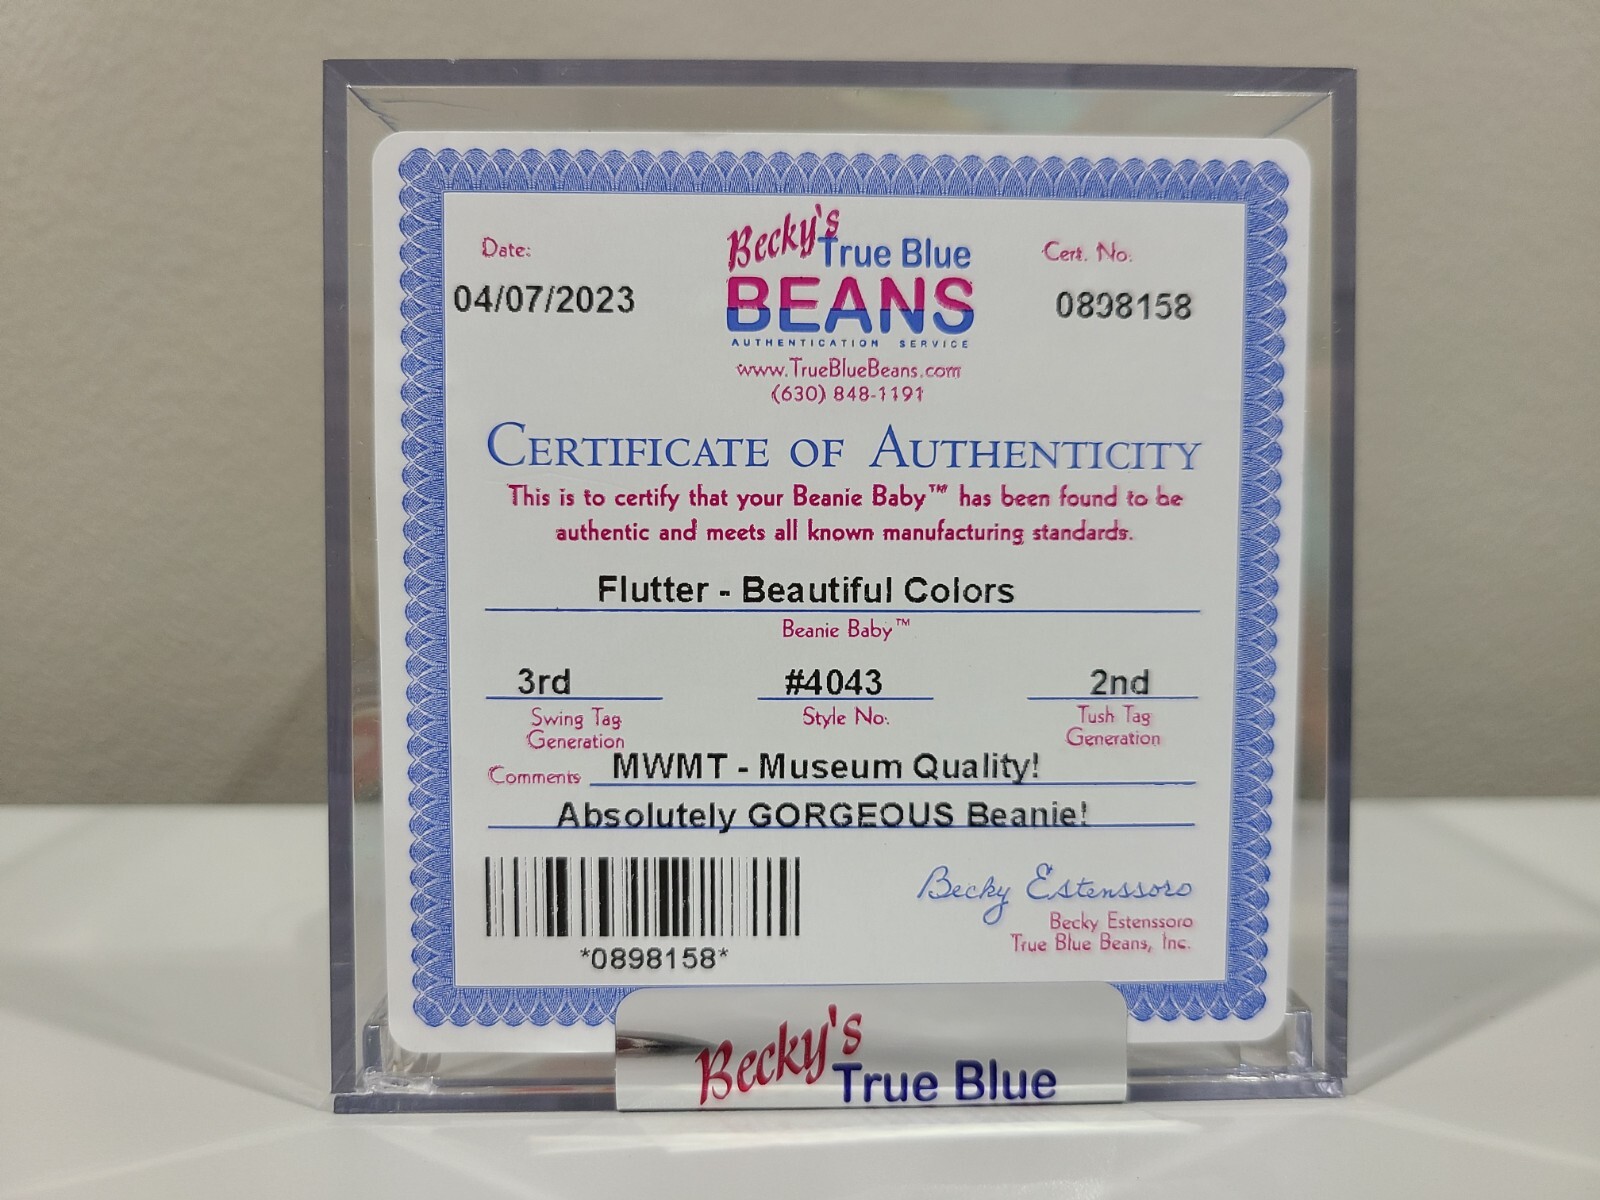 Becky's
True Blue
BEANS
AUTHENTICATION SERVICE
www.TrueBlueBeans.com
(630) 848-1191
Date:
04/07/2023
Cert. No.
0898158
CERTIFICATE OF AUTHENTICITY
This is to certify that your Beanie Baby™ has been found to be
authentic and meets all known manufacturing standards.
Flutter - Beautiful Colors
Beanie Baby™
3rd
Swing Tag
Generation
#4043
Style No.
2nd
Tush Tag
Generation
Comments MWMT - Museum Quality!
Absolutely GORGEOUS Beanie!
*0898158*
Becky Estenssoro
Becky Estenssoro
True Blue Beans, Inc.
Becky's
True Blue